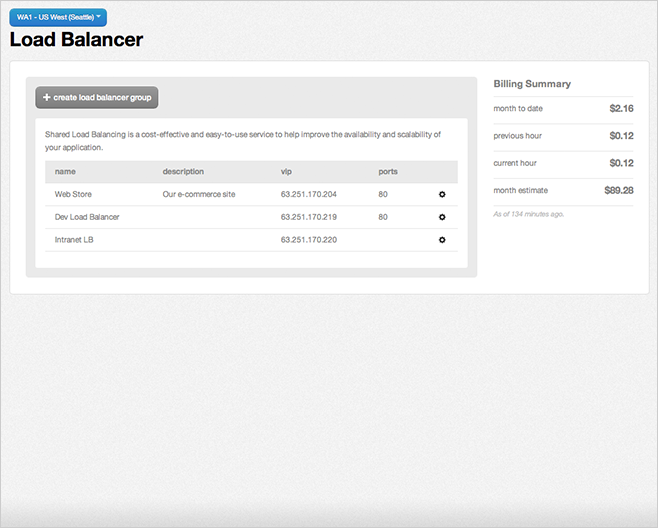 WA1 - US West (Seattle)
Load Balancer
+ create load balancer group
Shared Load Balancing is a cost-effective and easy-to-use service to help improve the availability and scalability of
your application.
name description vip ports
Web Store Our e-commerce site 63.251.170.204 80
Dev Load Balancer 63.251.170.219 80
Intranet LB 63.251.170.220
Billing Summary
month to date $2.16
previous hour $0.12
current hour $0.12
month estimate $89.28
As of 134 minutes ago.